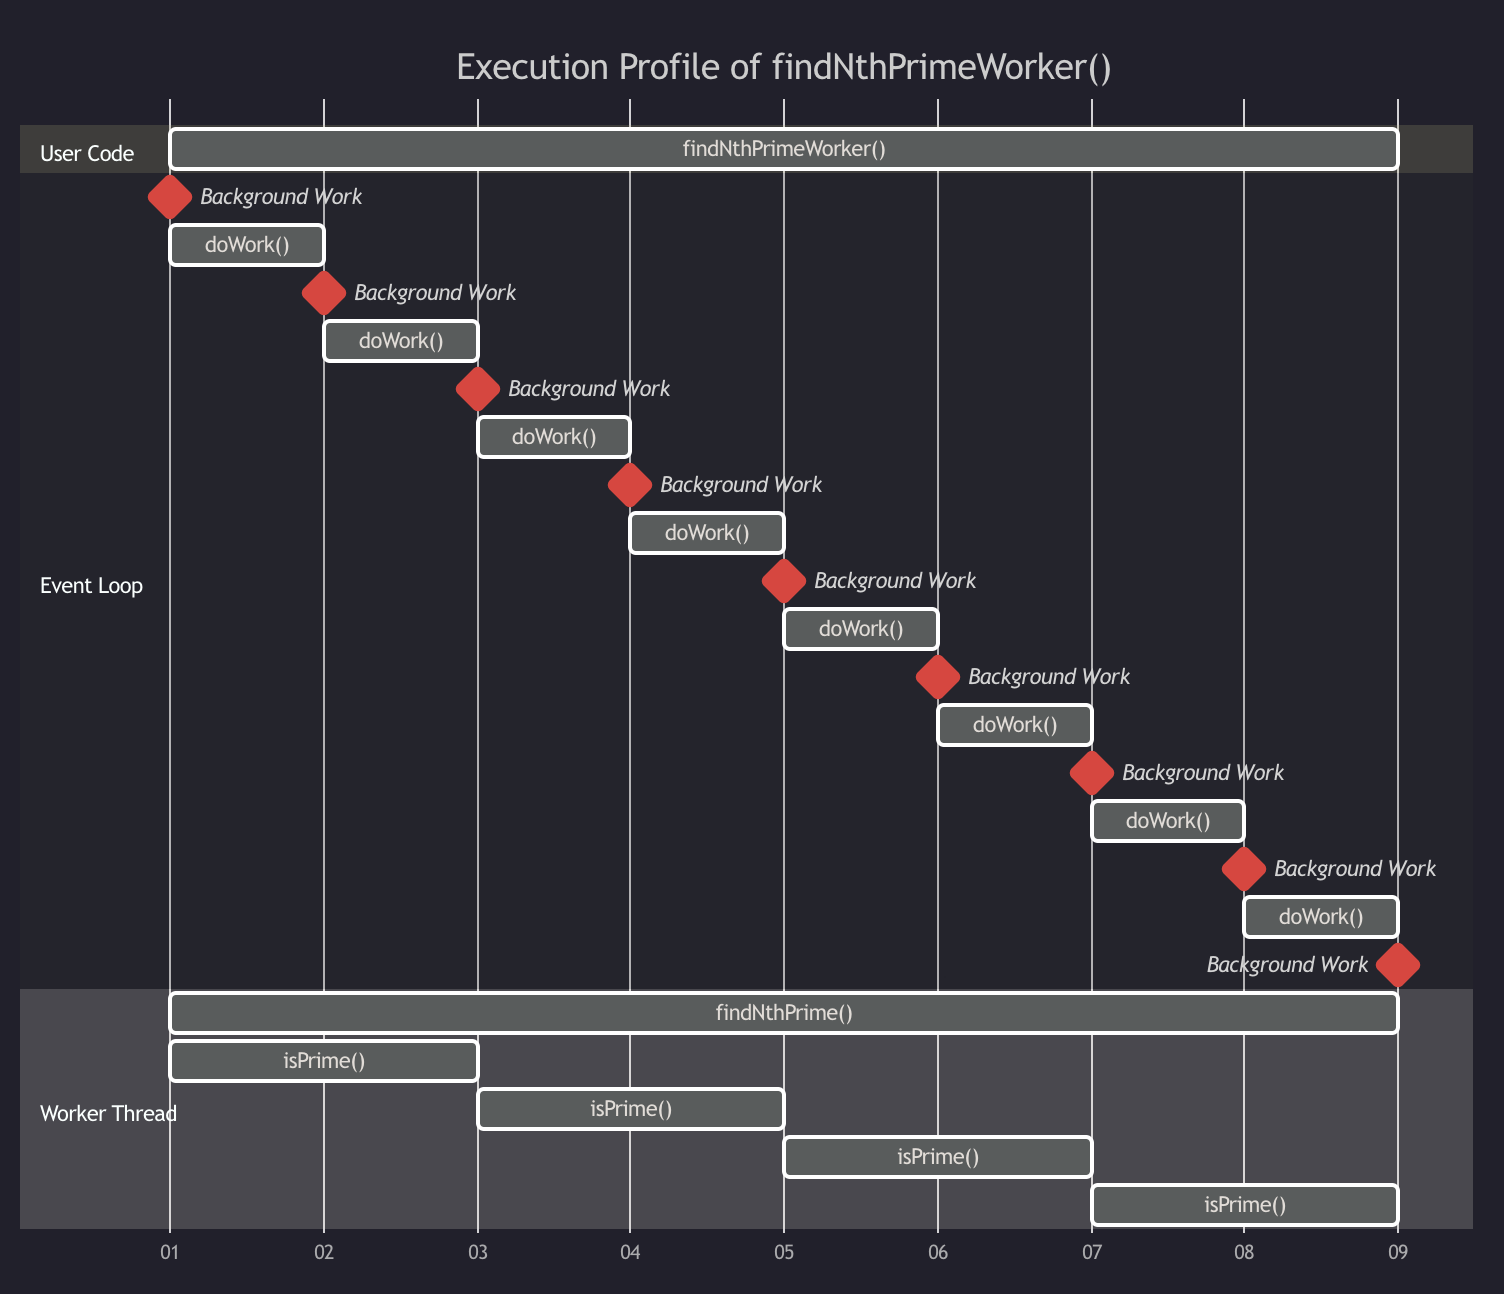 Execution Profile of findNthPrimeWorker()
User Code
findNthPrimeWorker()
Background Work
doWork()
Background Work
doWork()
Background Work
doWork()
Background Work
doWork()
Event Loop
Background Work
doWork()
Background Work
doWork()
Background Work
doWork()
Background Work
doWork()
Background Work
findNthPrime()
isPrime()
Worker Thread
isPrime()
isPrime()
isPrime()
01 02 03 04 05 06 07 08 09